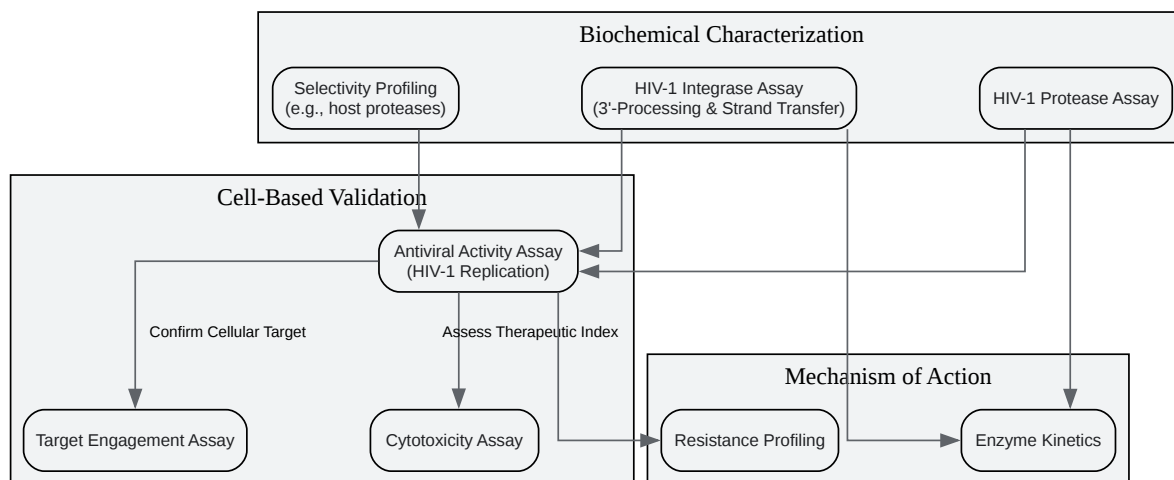 Biochemical Characterization
Selectivity Profiling
(e.g., host proteases)
HIV-1 Integrase Assay
(3'-Processing & Strand Transfer)
HIV-1 Protease Assay
Cell-Based Validation
Antiviral Activity Assay
(HIV-1 Replication)
Confirm Cellular Target
Assess Therapeutic Index
Mechanism of Action
Target Engagement Assay
Cytotoxicity Assay
Resistance Profiling
Enzyme Kinetics